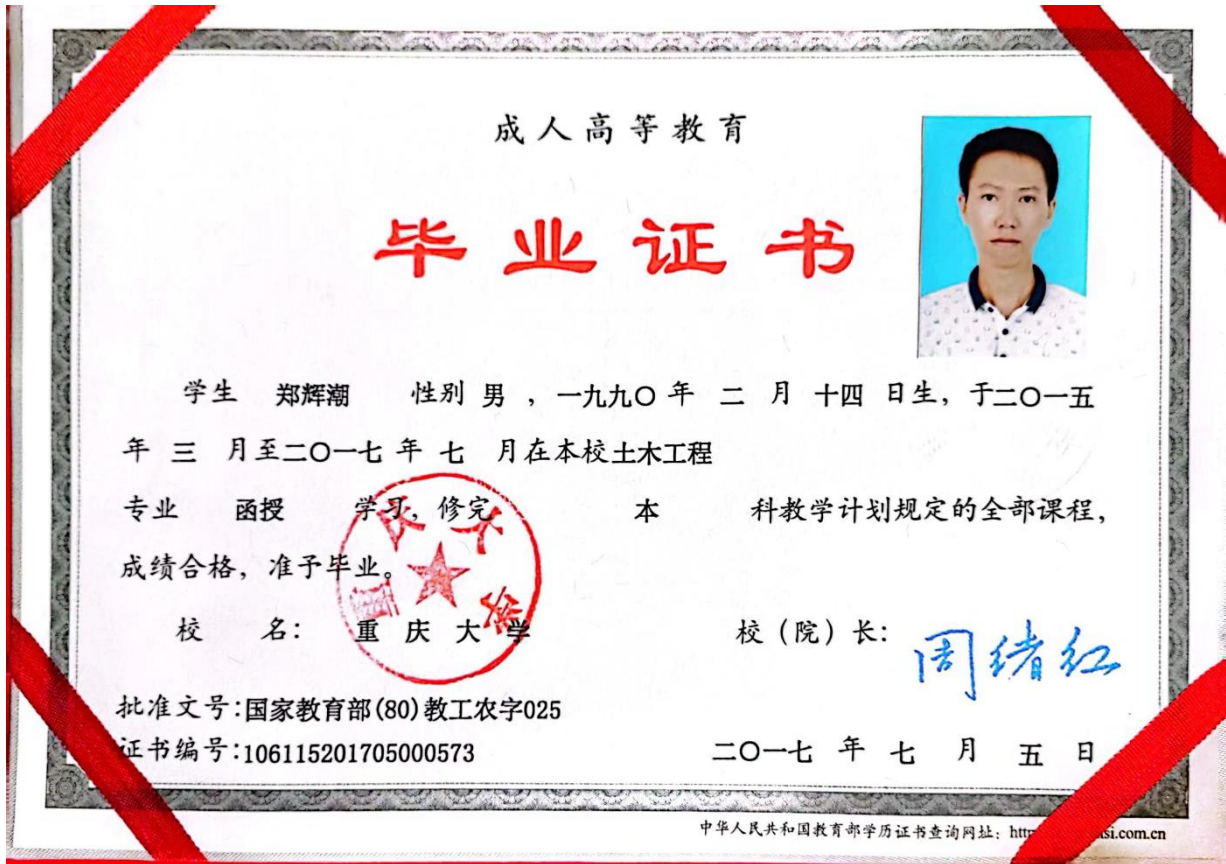 成人高等教育
毕业证书
学生 郑辉潮 性别 男 ，一九九〇 年 二 月 十四 日生，于二〇一五
年 三 月至二〇一七 年 七 月在本校土木工程
专业 函授 学习，修完 本 科教学计划规定的全部课程，
成绩合格，准予毕业。
校 名： 重庆大学 校（院）长： 周绪红
批准文号：国家教育部(80)教工农字025
证书编号：106115201705000573 二〇一七 年 七 月 五 日
中华人民共和国教育部学历证书查询网址：htt si.com.cn